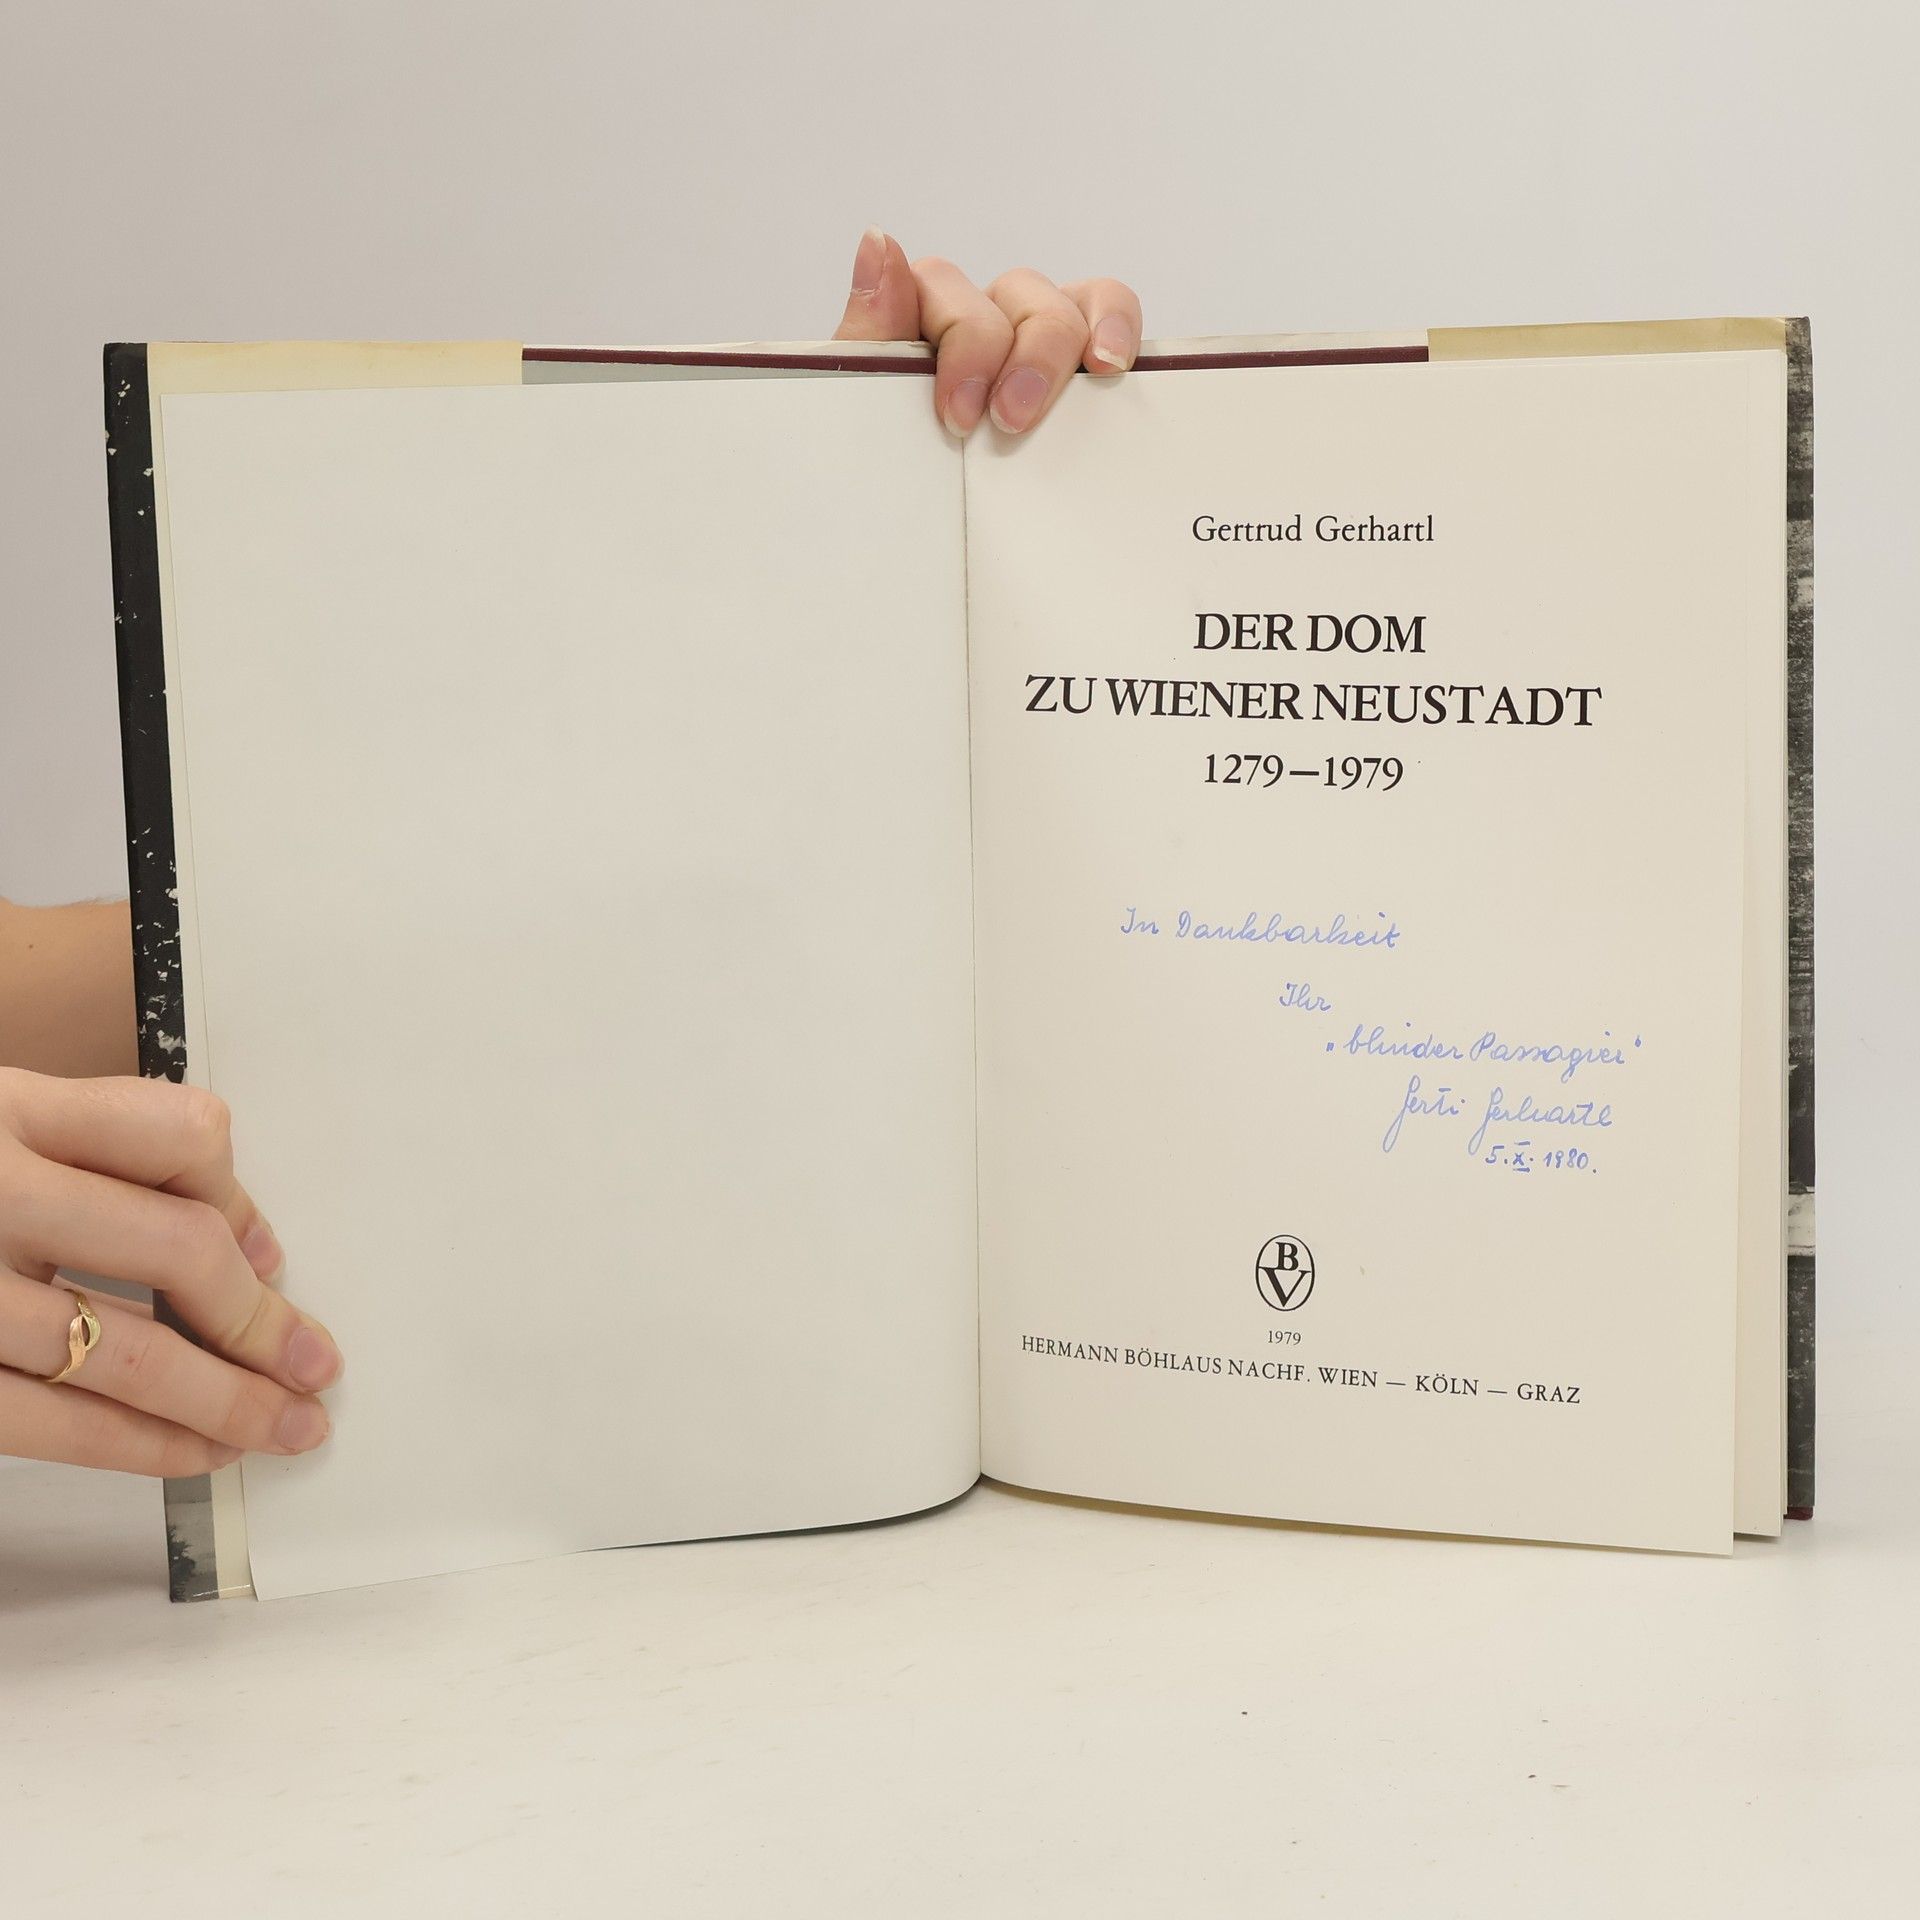 Gertrud Gerhartl
DER DOM
ZU WIENER NEUSTADT
1279—1979
In Dankbarkeit
Ihr
„blinder Passagier“
Gerti Gerhartl
5.X.1980.
B
V
1979
HERMANN BÖHLAUS NACHF. WIEN — KÖLN — GRAZ